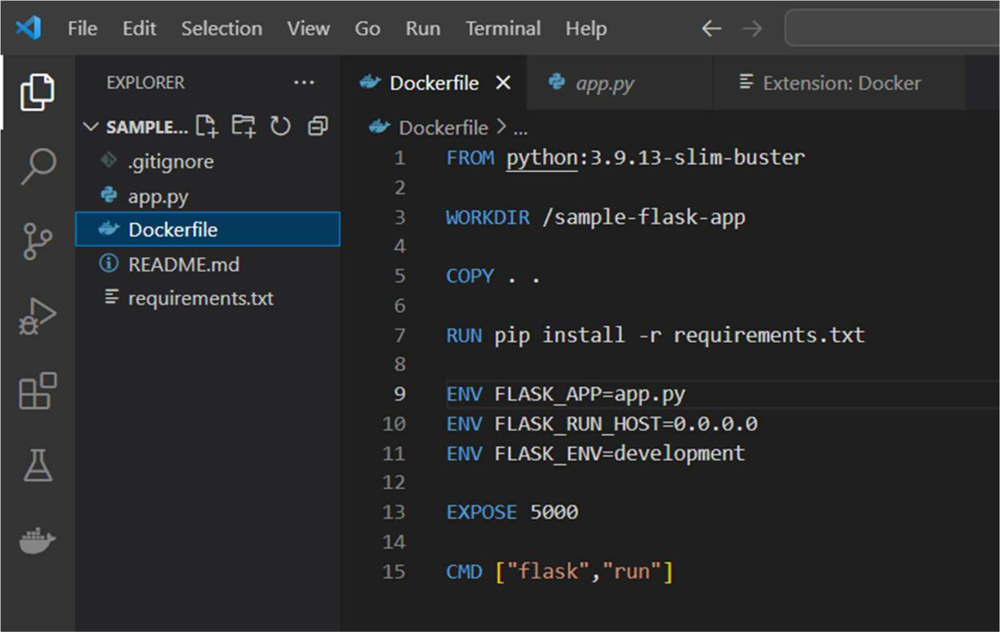 File Edit Selection View Go Run Terminal Help
EXPLORER ...
Dockerfile app.py Extension: Docker
SAMPLE...
Dockerfile > ...
.gitignore
app.py
Dockerfile
README.md
requirements.txt
1 FROM python:3.9.13-slim-buster
2
3 WORKDIR /sample-flask-app
4
5 COPY . .
6
7 RUN pip install -r requirements.txt
8
9 ENV FLASK_APP=app.py
10 ENV FLASK_RUN_HOST=0.0.0.0
11 ENV FLASK_ENV=development
12
13 EXPOSE 5000
14
15 CMD ["flask","run"]